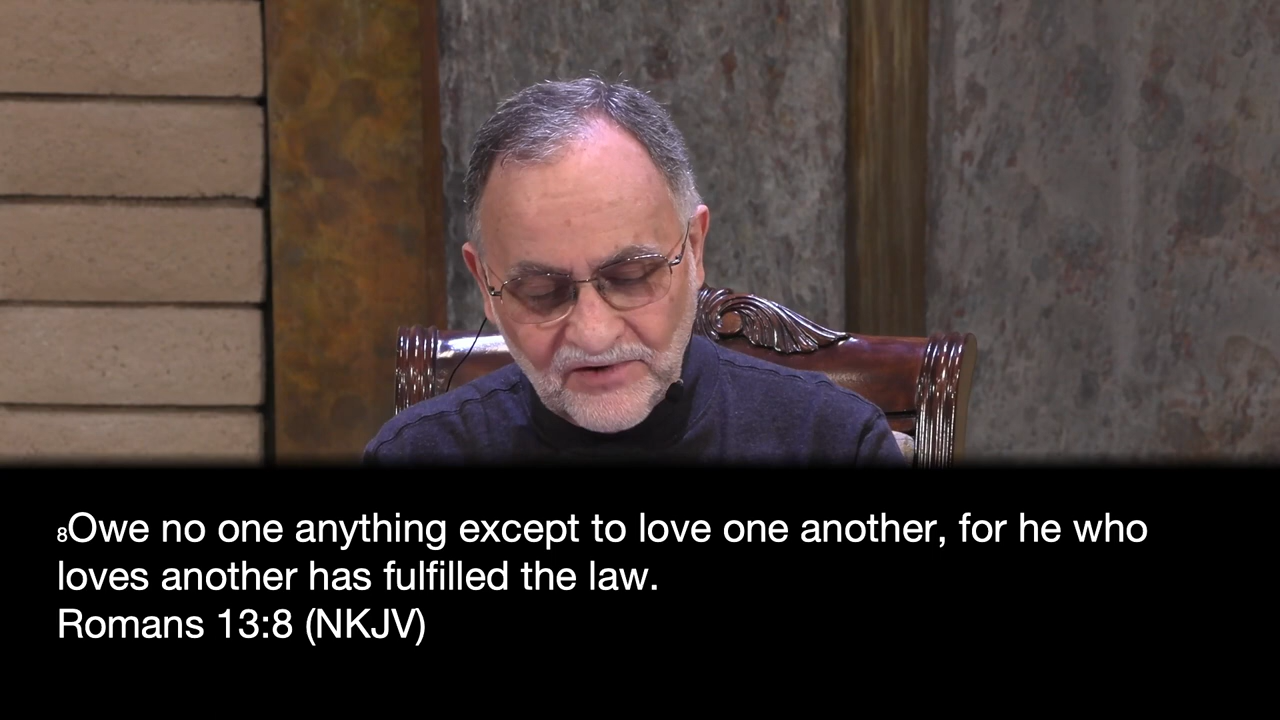 8Owe no one anything except to love one another, for he who
loves another has fulfilled the law.
Romans 13:8 (NKJV)